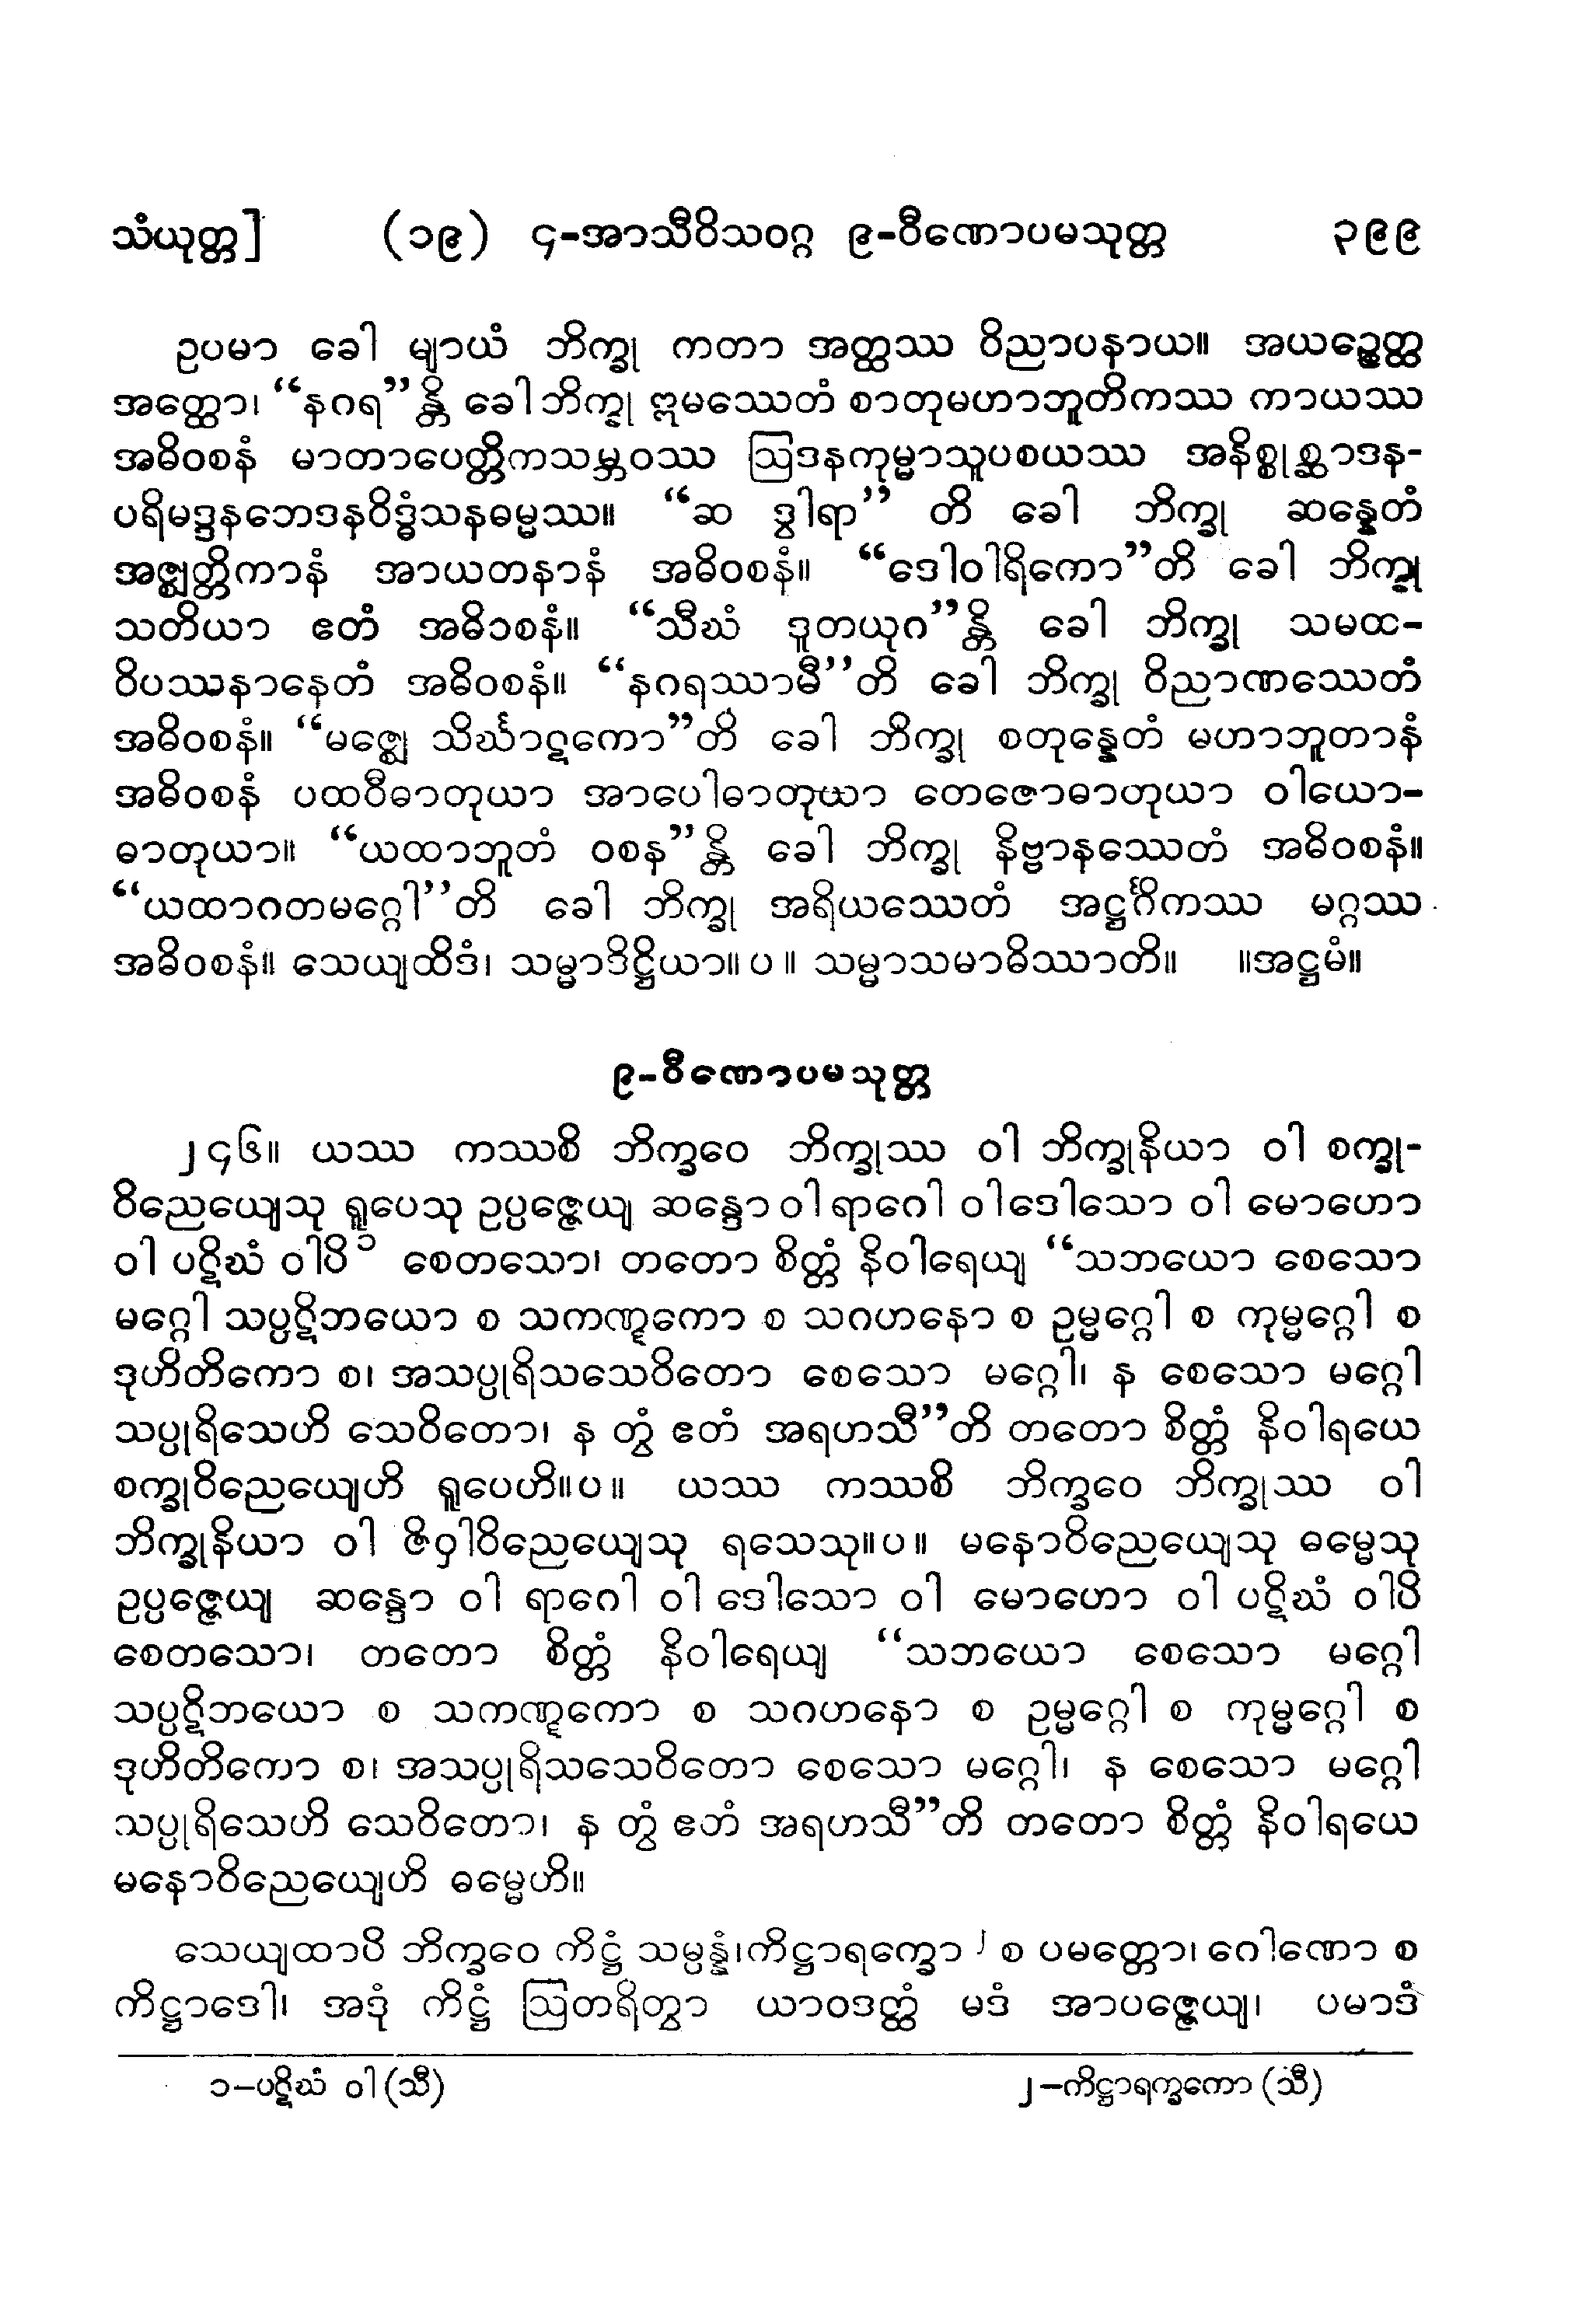 သံယုတ္တ] (၁၉) ၄-အာသီဝိသဝဂ္ဂ ၉-ဝီဏောပမသုတ္တ ၃၉၉
ဥပမာ ခေါ မျာယံ ဘိက္ခု ကတာ အတ္ထဿ ဝိညာပနာယ။ အယဉ္စေတ္ထ
အတ္ထော၊ “နဂရ”န္တိ ခေါ ဘိက္ခု ဣမဿေတံ စာတုမဟာဘူတိကဿ ကာယဿ
အဓိဝစနံ မာတာပေတ္တိကသမ္ဘဝဿ ဩဒနကုမ္မာသူပစယဿ အနိစ္စုစ္ဆာဒန-
ပရိမဒ္ဒနဘေဒနဝိဒ္ဓံသနဓမ္မဿ။ “ဆ ဒွါရာ” တိ ခေါ ဘိက္ခု ဆန္နေတံ
အဇ္ဈတ္တိကာနံ အာယတနာနံ အဓိဝစနံ။ “ဒေါဝါရိကော”တိ ခေါ ဘိက္ခု
သတိယာ ဧတံ အဓိဝစနံ။ “သီဃံ ဒူတယုဂ”န္တိ ခေါ ဘိက္ခု သမထ-
ဝိပဿနာနေတံ အဓိဝစနံ။ “နဂရဿာမီ”တိ ခေါ ဘိက္ခု ဝိညာဏဿေတံ
အဓိဝစနံ။ “မဇ္ဈေ သိင်္ဃာဋကော”တိ ခေါ ဘိက္ခု စတုန္နေတံ မဟာဘူတာနံ
အဓိဝစနံ ပထဝီဓာတုယာ အာပေါဓာတုယာ တေဇောဓာတုယာ ဝါယော-
ဓာတုယာ။ “ယထာဘူတံ ဝစန”န္တိ ခေါ ဘိက္ခု နိဗ္ဗာနဿေတံ အဓိဝစနံ။
“ယထာဂတမဂ္ဂေါ”တိ ခေါ ဘိက္ခု အရိယဿေတံ အဋ္ဌင်္ဂိကဿ မဂ္ဂဿ
အဓိဝစနံ။ သေယျထိဒံ၊ သမ္မာဒိဋ္ဌိယာ။ ပ ။ သမ္မာသမာဓိဿာတိ။ ။အဋ္ဌမံ။
၉-ဝီဏောပမသုတ္တ
၂၄၆။ ယဿ ကဿစိ ဘိက္ခဝေ ဘိက္ခုဿ ဝါ ဘိက္ခုနိယာ ဝါ စက္ခု-
ဝိညေယျေသု ရူပေသု ဥပ္ပဇ္ဇေယျ ဆန္ဒော ဝါ ရာဂေါ ဝါ ဒေါသော ဝါ မောဟော
ဝါ ပဋိဃံ ဝါပိ ၁ စေတသော၊ တတော စိတ္တံ နိဝါရေယျ “သဘယော စေသော
မဂ္ဂေါ သပ္ပဋိဘယော စ သကဏ္ဋကော စ သဂဟနော စ ဥမ္မဂ္ဂေါ စ ကုမ္မဂ္ဂေါ စ
ဒုဟိတိကော စ၊ အသပ္ပုရိသသေဝိတော စေသော မဂ္ဂေါ၊ န စေသော မဂ္ဂေါ
သပ္ပုရိသေဟိ သေဝိတော၊ န တွံ ဧတံ အရဟသီ”တိ တတော စိတ္တံ နိဝါရယေ
စက္ခုဝိညေယျေဟိ ရူပေဟိ။ပ။ ယဿ ကဿစိ ဘိက္ခဝေ ဘိက္ခုဿ ဝါ
ဘိက္ခုနိယာ ဝါ ဇိဝှါဝိညေယျေသု ရသေသု။ပ။ မနောဝိညေယျေသု ဓမ္မေသု
ဥပ္ပဇ္ဇေယျ ဆန္ဒော ဝါ ရာဂေါ ဝါ ဒေါသော ဝါ မောဟော ဝါ ပဋိဃံ ဝါပိ
စေတသော၊ တတော စိတ္တံ နိဝါရေယျ “သဘယော စေသော မဂ္ဂေါ
သပ္ပဋိဘယော စ သကဏ္ဋကော စ သဂဟနော စ ဥမ္မဂ္ဂေါ စ ကုမ္မဂ္ဂေါ စ
ဒုဟိတိကော စ၊ အသပ္ပုရိသသေဝိတော စေသော မဂ္ဂေါ၊ န စေသော မဂ္ဂေါ
သပ္ပုရိသေဟိ သေဝိတော၊ န တွံ ဧတံ အရဟသီ”တိ တတော စိတ္တံ နိဝါရယေ
မနောဝိညေယျေဟိ ဓမ္မေဟိ။
သေယျထာပိ ဘိက္ခဝေ ကိဋ္ဌံ သမ္ပန္နံ၊ကိဋ္ဌာရက္ခော ၂ စ ပမတ္တော၊ ဂေါဏော စ
ကိဋ္ဌာဒေါ၊ အဒုံ ကိဋ္ဌံ ဩတရိတွာ ယာဝဒတ္ထံ မဒံ အာပဇ္ဇေယျ၊ ပမာဒံ
၁-ပဋိဃံ ဝါ (သီ) ၂-ကိဋ္ဌာရက္ခကော (သီ)